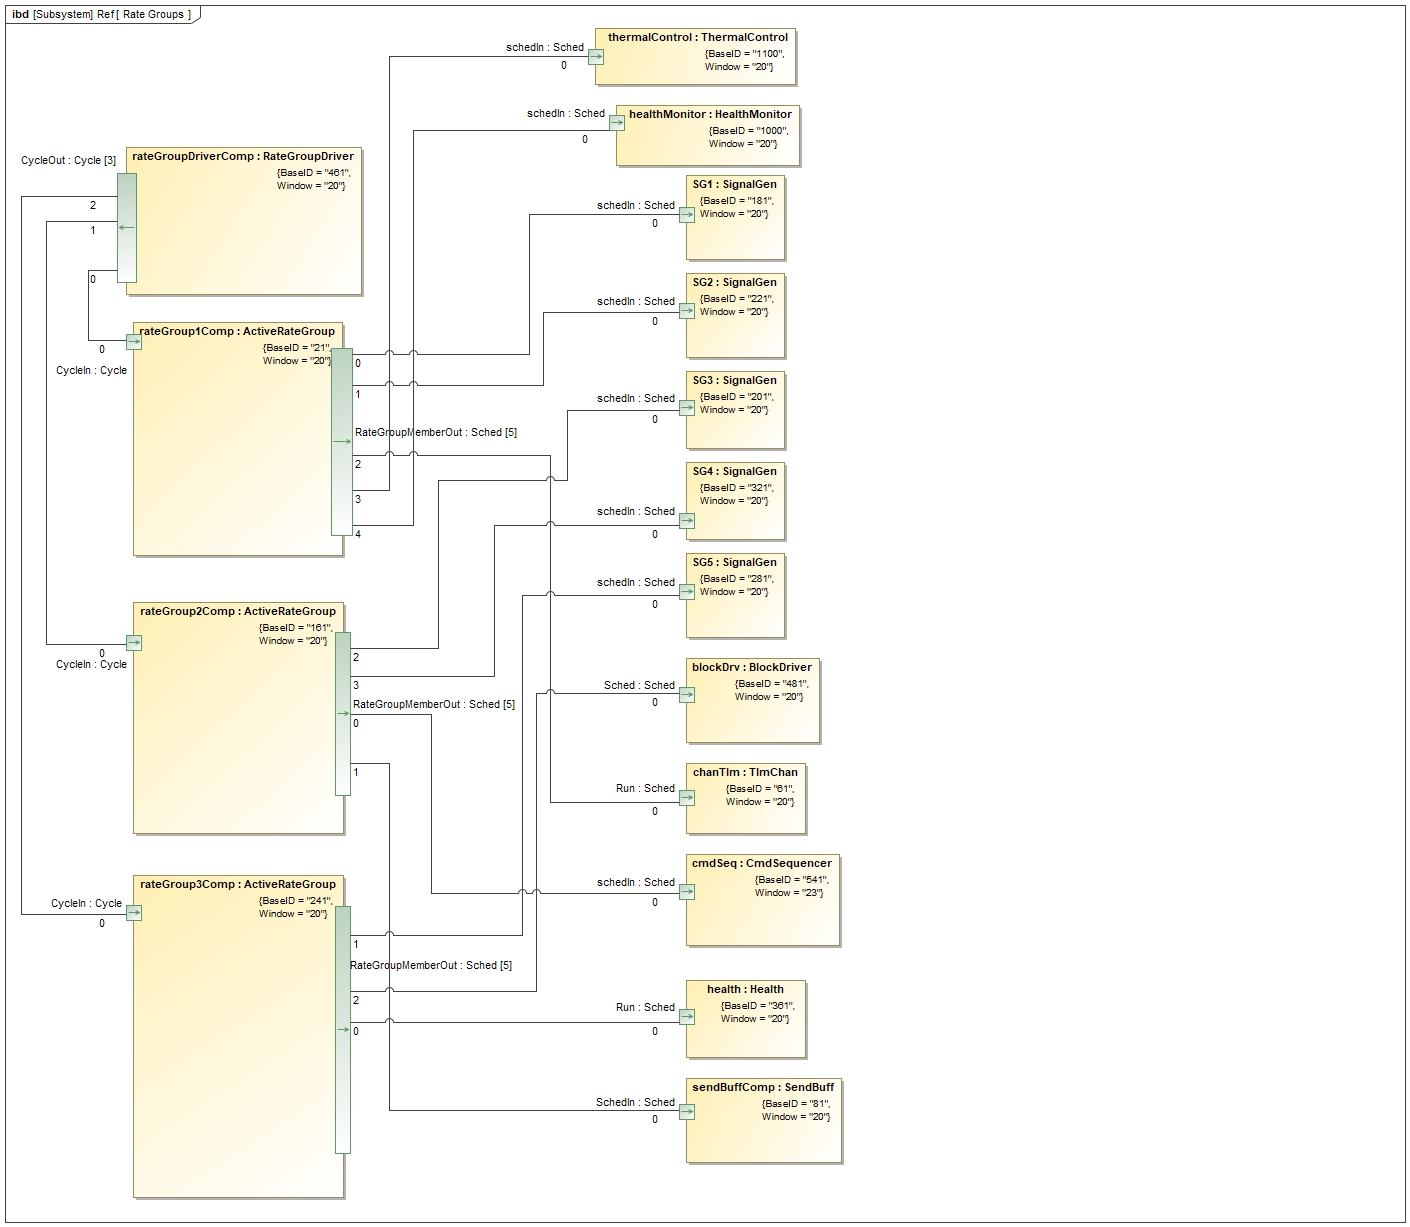 ibd [Subsystem] Ref [ Rate Groups ]
CycleOut : Cycle [3]
rateGroupDriverComp : RateGroupDriver
{BaseID = "461",
Window = "20"}
2
1
0
0
CycleIn : Cycle
rateGroup1Comp : ActiveRateGroup
{BaseID = "21",
Window = "20"}
0
1
RateGroupMemberOut : Sched [5]
2
3
4
0
CycleIn : Cycle
rateGroup2Comp : ActiveRateGroup
{BaseID = "161",
Window = "20"}
2
3
RateGroupMemberOut : Sched [5]
0
1
CycleIn : Cycle
0
rateGroup3Comp : ActiveRateGroup
{BaseID = "241",
Window = "20"}
1
RateGroupMemberOut : Sched [5]
2
0
schedIn : Sched
0
thermalControl : ThermalControl
{BaseID = "1100",
Window = "20"}
schedIn : Sched
0
healthMonitor : HealthMonitor
{BaseID = "1000",
Window = "20"}
schedIn : Sched
0
SG1 : SignalGen
{BaseID = "181",
Window = "20"}
schedIn : Sched
0
SG2 : SignalGen
{BaseID = "221",
Window = "20"}
schedIn : Sched
0
SG3 : SignalGen
{BaseID = "201",
Window = "20"}
schedIn : Sched
0
SG4 : SignalGen
{BaseID = "321",
Window = "20"}
schedIn : Sched
0
SG5 : SignalGen
{BaseID = "281",
Window = "20"}
Sched : Sched
0
blockDrv : BlockDriver
{BaseID = "481",
Window = "20"}
Run : Sched
0
chanTlm : TlmChan
{BaseID = "61",
Window = "20"}
schedIn : Sched
0
cmdSeq : CmdSequencer
{BaseID = "541",
Window = "23"}
Run : Sched
0
health : Health
{BaseID = "361",
Window = "20"}
SchedIn : Sched
0
sendBuffComp : SendBuff
{BaseID = "81",
Window = "20"}